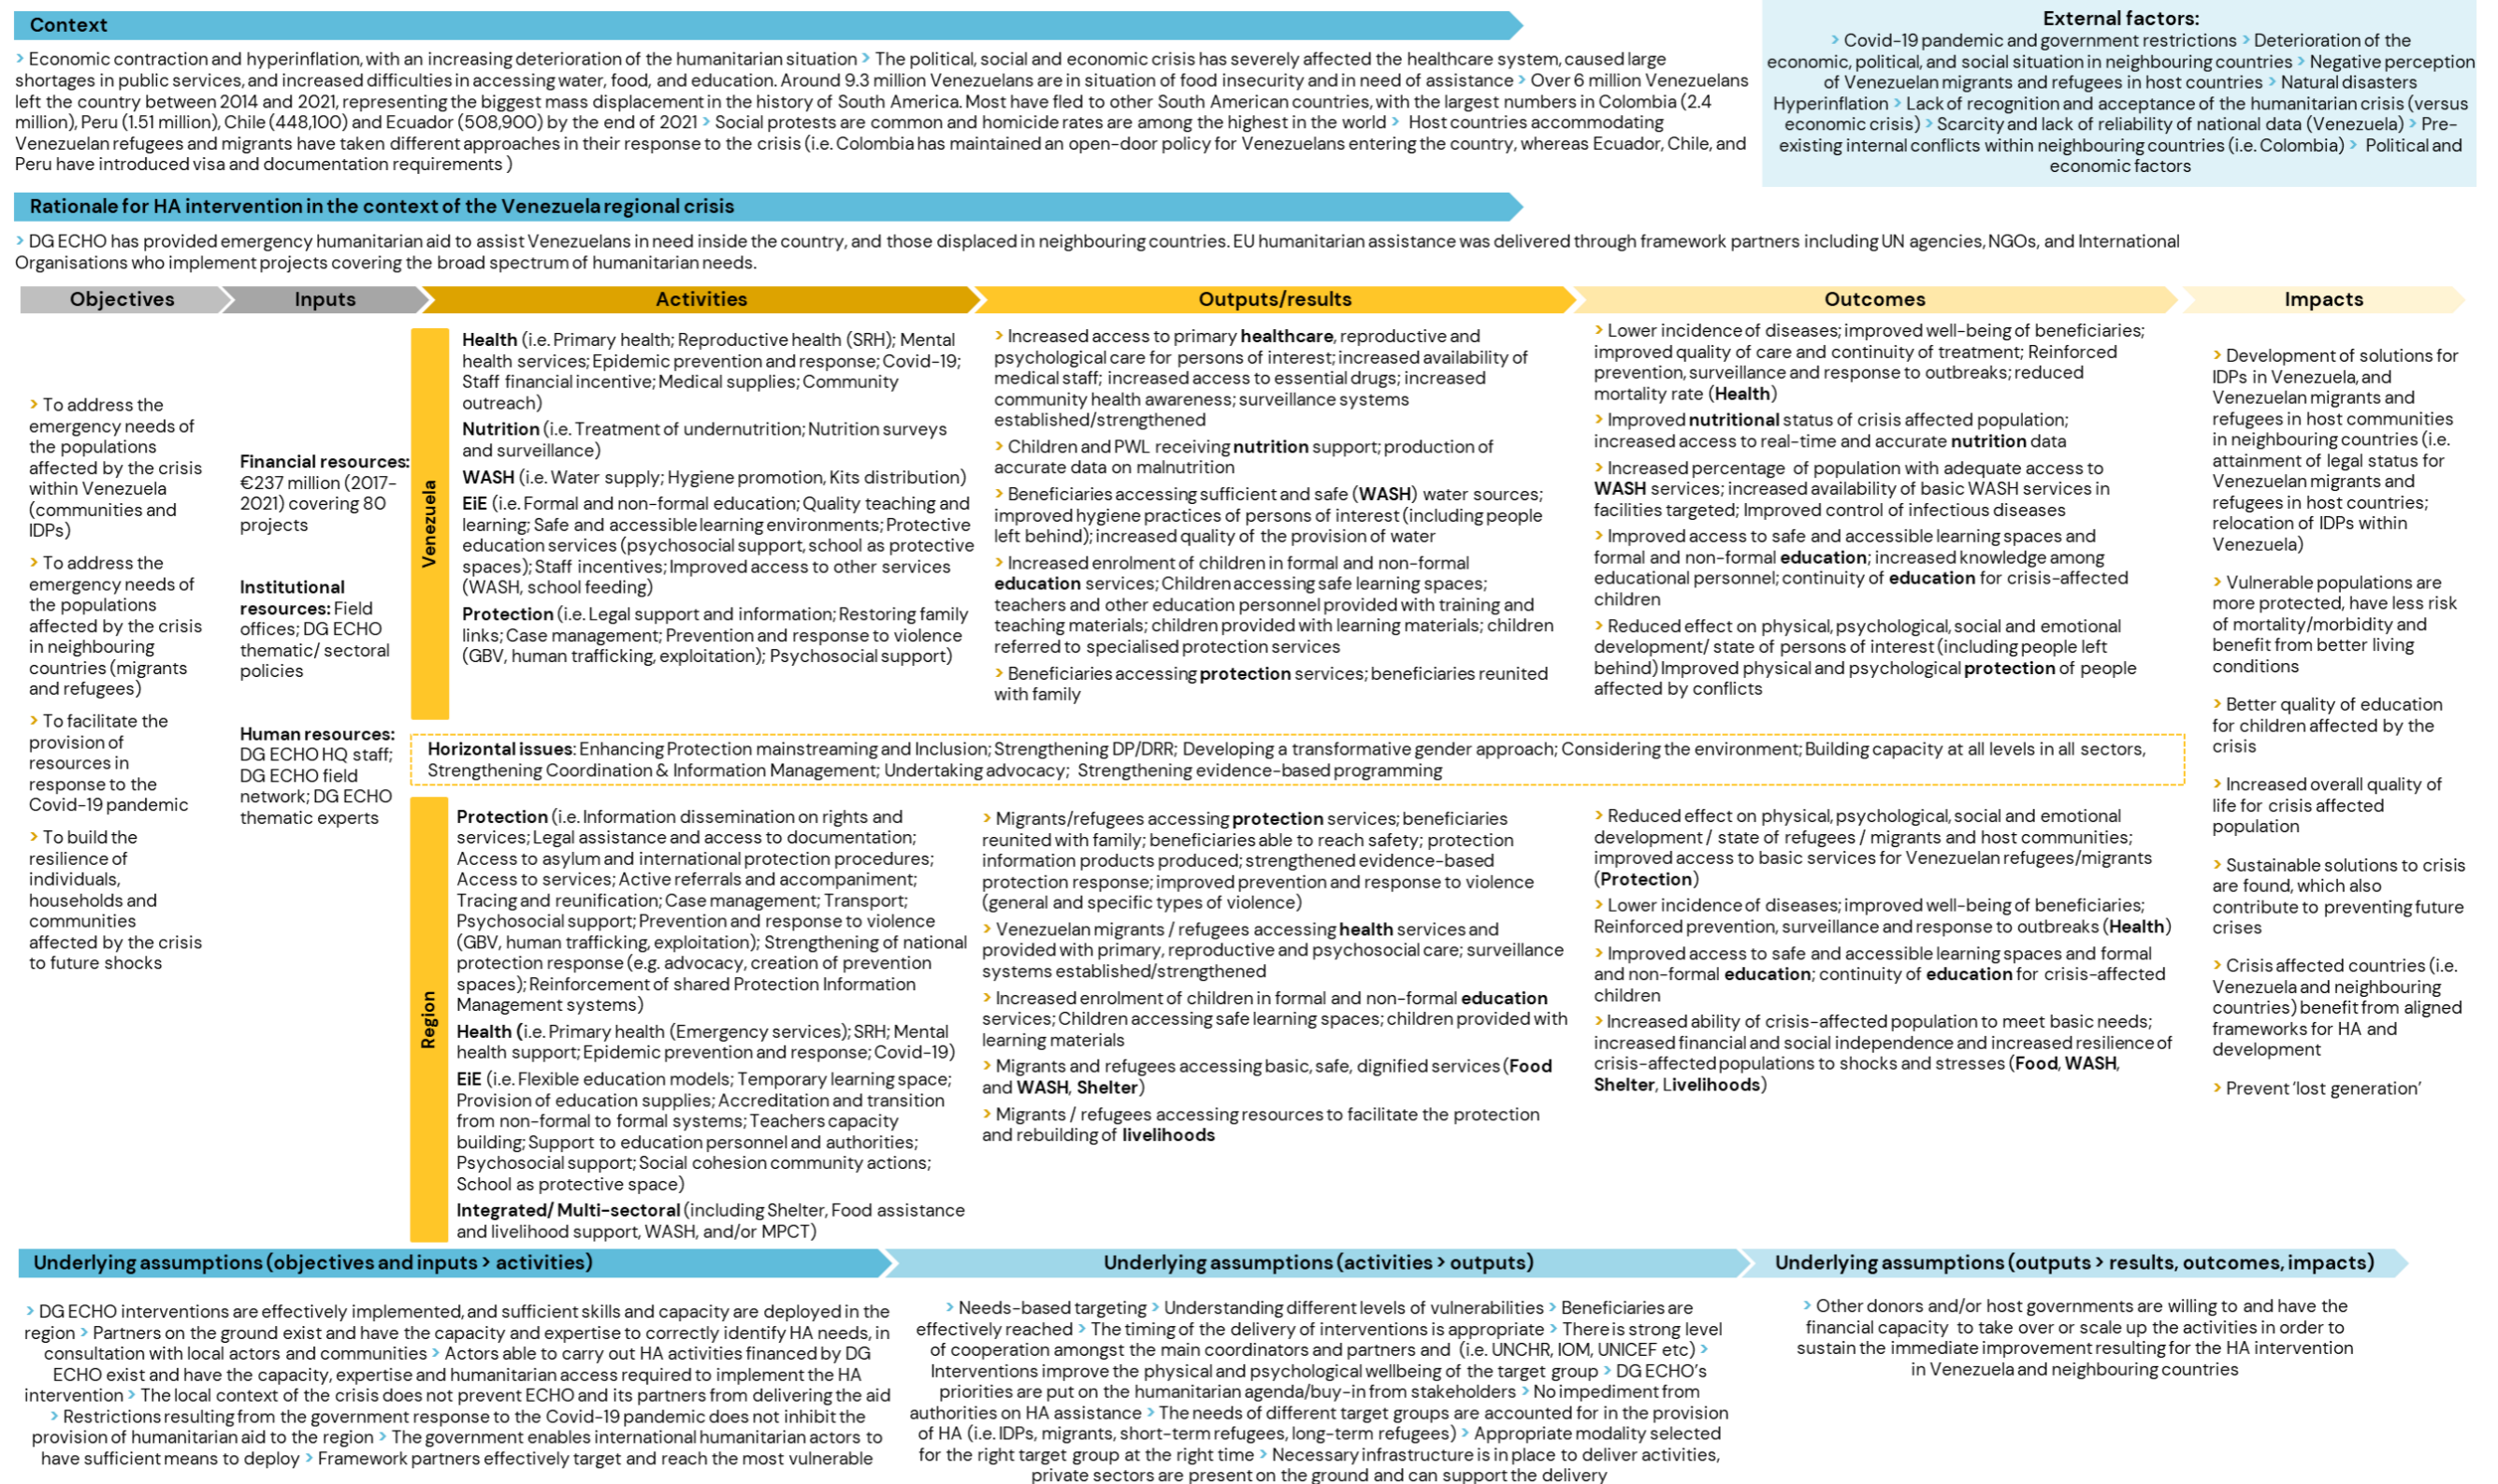 Context
> Economic contraction and hyperinflation, with an increasing deterioration of the humanitarian situation > The political, social and economic crisis has severely affected the healthcare system, caused large
shortages in public services, and increased difficulties in accessing water, food, and education. Around 9.3 million Venezuelans are in situation of food insecurity and in need of assistance > Over 6 million Venezuelans
left the country between 2014 and 2021, representing the biggest mass displacement in the history of South America. Most have fled to other South American countries, with the largest numbers in Colombia (2.4
million), Peru (1.51 million), Chile (448,100) and Ecuador (508,900) by the end of 2021 > Social protests are common and homicide rates are among the highest in the world > Host countries accommodating
Venezuelan refugees and migrants have taken different approaches in their response to the crisis (i.e. Colombia has maintained an open-door policy for Venezuelans entering the country, whereas Ecuador, Chile, and
Peru have introduced visa and documentation requirements )
External factors:
> Covid-19 pandemic and government restrictions > Deterioration of the
economic, political, and social situation in neighbouring countries > Negative perception
of Venezuelan migrants and refugees in host countries > Natural disasters
Hyperinflation > Lack of recognition and acceptance of the humanitarian crisis (versus
economic crisis) > Scarcity and lack of reliability of national data (Venezuela) > Pre-
existing internal conflicts within neighbouring countries (i.e. Colombia) > Political and
economic factors
Rationale for HA intervention in the context of the Venezuela regional crisis
> DG ECHO has provided emergency humanitarian aid to assist Venezuelans in need inside the country, and those displaced in neighbouring countries. EU humanitarian assistance was delivered through framework partners including UN agencies, NGOs, and International
Organisations who implement projects covering the broad spectrum of humanitarian needs.
Objectives
> To address the
emergency needs of
the populations
affected by the crisis
within Venezuela
(communities and
IDPs)
> To address the
emergency needs of
the populations
affected by the crisis
in neighbouring
countries (migrants
and refugees)
> To facilitate the
provision of
resources in
response to the
Covid-19 pandemic
> To build the
resilience of
individuals,
households and
communities
affected by the crisis
to future shocks
Inputs
Financial resources:
€237 million (2017-
2021) covering 80
projects
Institutional
resources: Field
offices; DG ECHO
thematic/ sectoral
policies
Human resources:
DG ECHO HQ staff;
DG ECHO field
network; DG ECHO
thematic experts
Activities
Outputs/results
Outcomes
Impacts
Venezuela
Health (i.e. Primary health; Reproductive health (SRH); Mental
health services; Epidemic prevention and response; Covid-19;
Staff financial incentive; Medical supplies; Community
outreach)
Nutrition (i.e. Treatment of undernutrition; Nutrition surveys
and surveillance)
WASH (i.e. Water supply; Hygiene promotion, Kits distribution)
EiE (i.e. Formal and non-formal education; Quality teaching and
learning; Safe and accessible learning environments; Protective
education services (psychosocial support, school as protective
spaces); Staff incentives; Improved access to other services
(WASH, school feeding)
Protection (i.e. Legal support and information; Restoring family
links; Case management; Prevention and response to violence
(GBV, human trafficking, exploitation); Psychosocial support)
> Increased access to primary healthcare, reproductive and
psychological care for persons of interest; increased availability of
medical staff; increased access to essential drugs; increased
community health awareness; surveillance systems
established/strengthened
> Children and PWL receiving nutrition support; production of
accurate data on malnutrition
> Beneficiaries accessing sufficient and safe (WASH) water sources;
improved hygiene practices of persons of interest (including people
left behind); increased quality of the provision of water
> Increased enrolment of children in formal and non-formal
education services; Children accessing safe learning spaces;
teachers and other education personnel provided with training and
teaching materials; children provided with learning materials; children
referred to specialised protection services
> Beneficiaries accessing protection services; beneficiaries reunited
with family
> Lower incidence of diseases; improved well-being of beneficiaries;
improved quality of care and continuity of treatment; Reinforced
prevention, surveillance and response to outbreaks; reduced
mortality rate (Health)
> Improved nutritional status of crisis affected population;
increased access to real-time and accurate nutrition data
> Increased percentage of population with adequate access to
WASH services; increased availability of basic WASH services in
facilities targeted; Improved control of infectious diseases
> Improved access to safe and accessible learning spaces and
formal and non-formal education; increased knowledge among
educational personnel; continuity of education for crisis-affected
children
> Reduced effect on physical, psychological, social and emotional
development/ state of persons of interest (including people left
behind) Improved physical and psychological protection of people
affected by conflicts
Horizontal issues: Enhancing Protection mainstreaming and Inclusion; Strengthening DP/DRR; Developing a transformative gender approach; Considering the environment; Building capacity at all levels in all sectors,
Strengthening Coordination & Information Management; Undertaking advocacy; Strengthening evidence-based programming
Region
Protection (i.e. Information dissemination on rights and
services; Legal assistance and access to documentation;
Access to asylum and international protection procedures;
Access to services; Active referrals and accompaniment;
Tracing and reunification; Case management; Transport;
Psychosocial support; Prevention and response to violence
(GBV, human trafficking, exploitation); Strengthening of national
protection response (e.g. advocacy, creation of prevention
spaces); Reinforcement of shared Protection Information
Management systems)
Health (i.e. Primary health (Emergency services); SRH; Mental
health support; Epidemic prevention and response; Covid-19)
EiE (i.e. Flexible education models; Temporary learning space;
Provision of education supplies; Accreditation and transition
from non-formal to formal systems; Teachers capacity
building; Support to education personnel and authorities;
Psychosocial support; Social cohesion community actions;
School as protective space)
Integrated/ Multi-sectoral (including Shelter, Food assistance
and livelihood support, WASH, and/or MPCT)
> Migrants/refugees accessing protection services; beneficiaries
reunited with family; beneficiaries able to reach safety; protection
information products produced; strengthened evidence-based
protection response; improved prevention and response to violence
(general and specific types of violence)
> Venezuelan migrants / refugees accessing health services and
provided with primary, reproductive and psychosocial care; surveillance
systems established/strengthened
> Increased enrolment of children in formal and non-formal education
services; Children accessing safe learning spaces; children provided with
learning materials
> Migrants and refugees accessing basic, safe, dignified services (Food
and WASH, Shelter)
> Migrants / refugees accessing resources to facilitate the protection
and rebuilding of livelihoods
> Reduced effect on physical, psychological, social and emotional
development / state of refugees / migrants and host communities;
improved access to basic services for Venezuelan refugees/migrants
(Protection)
> Lower incidence of diseases; improved well-being of beneficiaries;
Reinforced prevention, surveillance and response to outbreaks (Health)
> Improved access to safe and accessible learning spaces and formal
and non-formal education; continuity of education for crisis-affected
children
> Increased ability of crisis-affected population to meet basic needs;
increased financial and social independence and increased resilience of
crisis-affected populations to shocks and stresses (Food, WASH,
Shelter, Livelihoods)
> Development of solutions for
IDPs in Venezuela, and
Venezuelan migrants and
refugees in host communities
in neighbouring countries (i.e.
attainment of legal status for
Venezuelan migrants and
refugees in host countries;
relocation of IDPs within
Venezuela)
> Vulnerable populations are
more protected, have less risk
of mortality/morbidity and
benefit from better living
conditions
> Better quality of education
for children affected by the
crisis
> Increased overall quality of
life for crisis affected
population
> Sustainable solutions to crisis
are found, which also
contribute to preventing future
crises
> Crisis affected countries (i.e.
Venezuela and neighbouring
countries) benefit from aligned
frameworks for HA and
development
> Prevent ‘lost generation’
Underlying assumptions (objectives and inputs > activities)
> DG ECHO interventions are effectively implemented, and sufficient skills and capacity are deployed in the
region > Partners on the ground exist and have the capacity and expertise to correctly identify HA needs, in
consultation with local actors and communities > Actors able to carry out HA activities financed by DG
ECHO exist and have the capacity, expertise and humanitarian access required to implement the HA
intervention > The local context of the crisis does not prevent ECHO and its partners from delivering the aid
> Restrictions resulting from the government response to the Covid-19 pandemic does not inhibit the
provision of humanitarian aid to the region > The government enables international humanitarian actors to
have sufficient means to deploy > Framework partners effectively target and reach the most vulnerable
Underlying assumptions (activities > outputs)
> Needs-based targeting > Understanding different levels of vulnerabilities > Beneficiaries are
effectively reached > The timing of the delivery of interventions is appropriate > There is strong level
of cooperation amongst the main coordinators and partners and (i.e. UNCHR, IOM, UNICEF etc) >
Interventions improve the physical and psychological wellbeing of the target group > DG ECHO’s
priorities are put on the humanitarian agenda/buy-in from stakeholders > No impediment from
authorities on HA assistance > The needs of different target groups are accounted for in the provision
of HA (i.e. IDPs, migrants, short-term refugees, long-term refugees) > Appropriate modality selected
for the right target group at the right time > Necessary infrastructure is in place to deliver activities,
private sectors are present on the ground and can support the delivery
Underlying assumptions (outputs > results, outcomes, impacts)
> Other donors and/or host governments are willing to and have the
financial capacity to take over or scale up the activities in order to
sustain the immediate improvement resulting for the HA intervention
in Venezuela and neighbouring countries